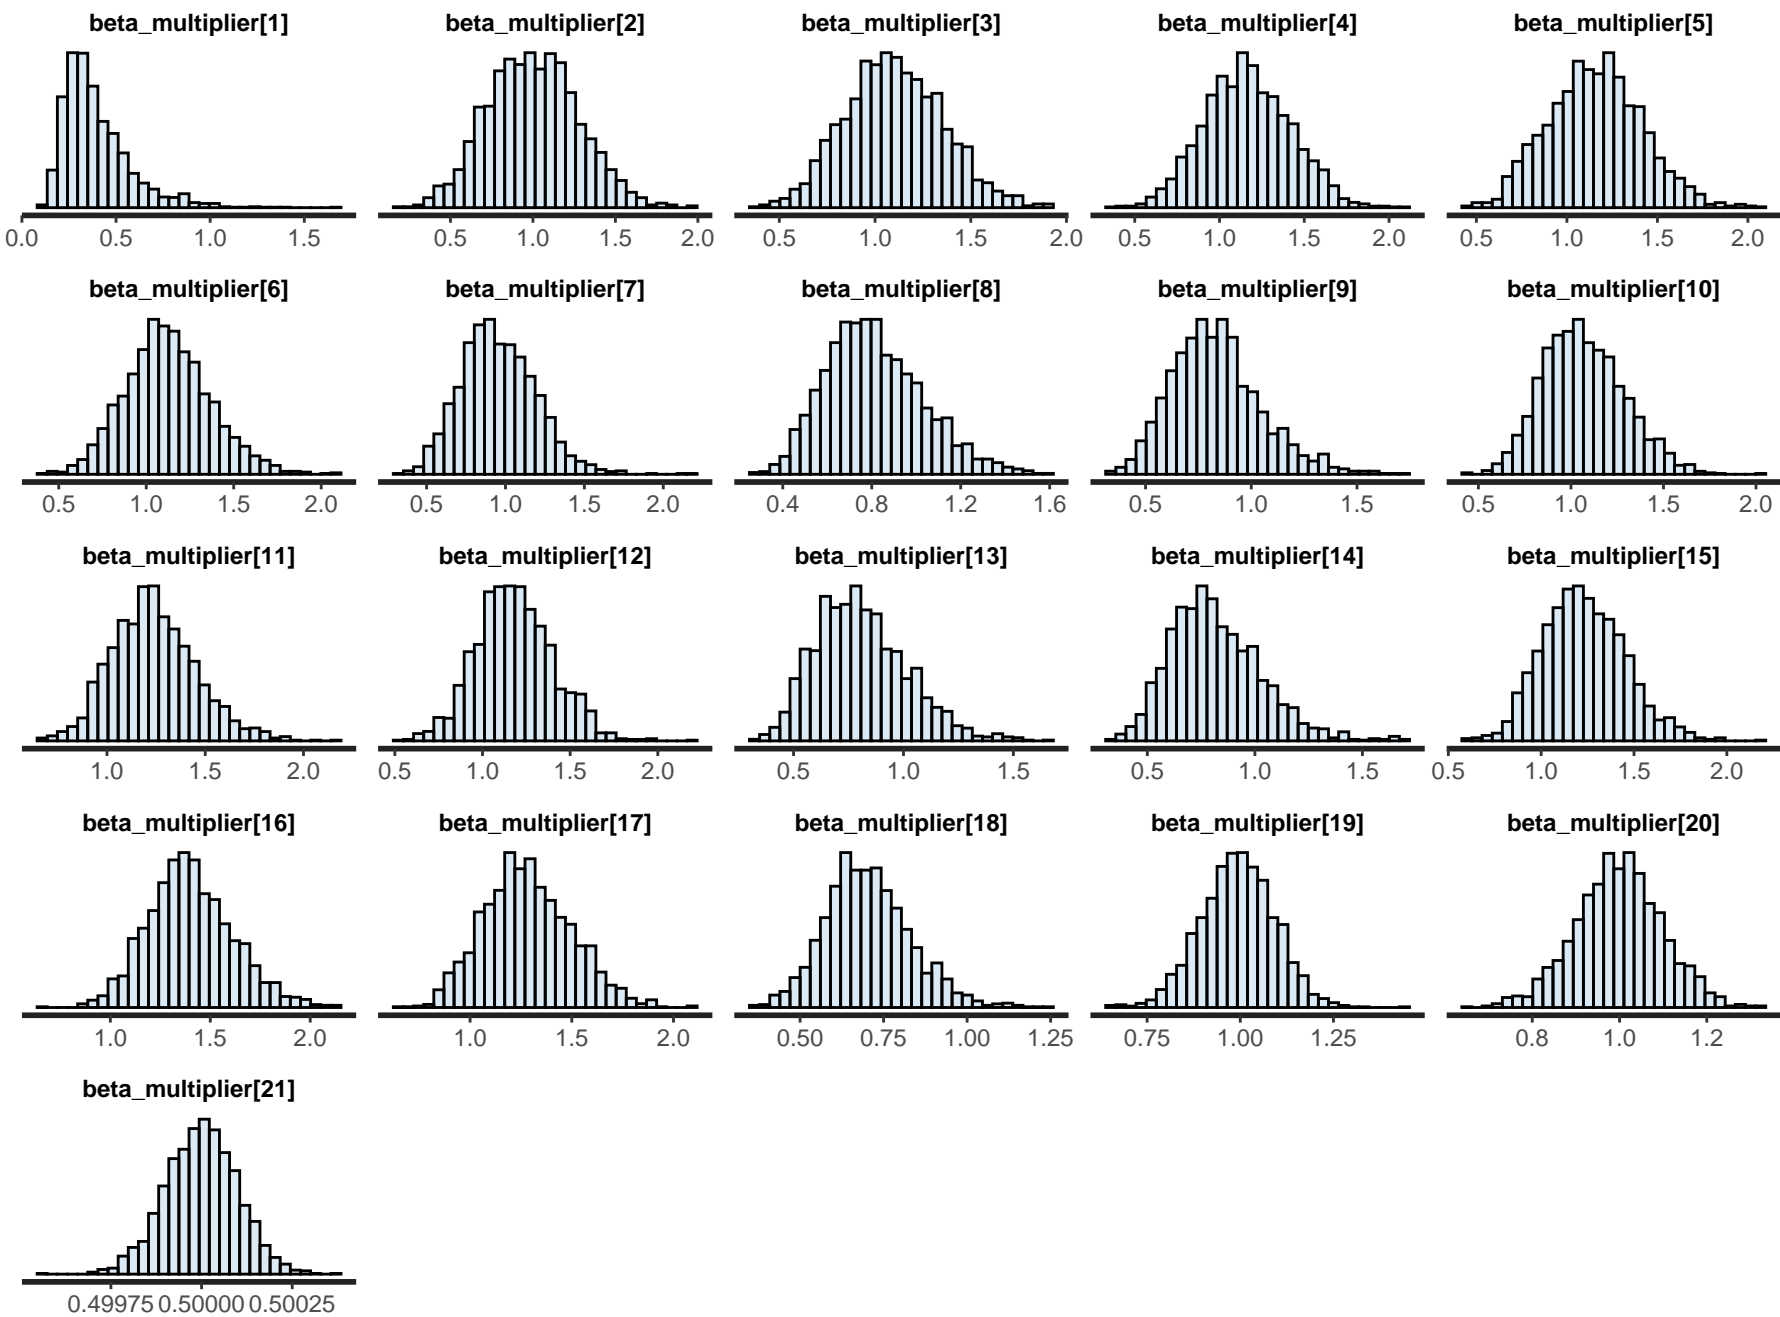 beta_multiplier[1] beta_multiplier[2] beta_multiplier[3] beta_multiplier[4] beta_multiplier[5]
0.0 0.5 1.0 1.5 0.5 1.0 1.5 2.0 0.5 1.0 1.5 2.0 0.5 1.0 1.5 2.0 0.5 1.0 1.5 2.0
beta_multiplier[6] beta_multiplier[7] beta_multiplier[8] beta_multiplier[9] beta_multiplier[10]
0.5 1.0 1.5 2.0 0.5 1.0 1.5 2.0 0.4 0.8 1.2 1.6 0.5 1.0 1.5 0.5 1.0 1.5 2.0
beta_multiplier[11] beta_multiplier[12] beta_multiplier[13] beta_multiplier[14] beta_multiplier[15]
1.0 1.5 2.0 0.5 1.0 1.5 2.0 0.5 1.0 1.5 0.5 1.0 1.5 0.5 1.0 1.5 2.0
beta_multiplier[16] beta_multiplier[17] beta_multiplier[18] beta_multiplier[19] beta_multiplier[20]
1.0 1.5 2.0 1.0 1.5 2.0 0.50 0.75 1.00 1.25 0.75 1.00 1.25 0.8 1.0 1.2
beta_multiplier[21]
0.49975 0.50000 0.50025